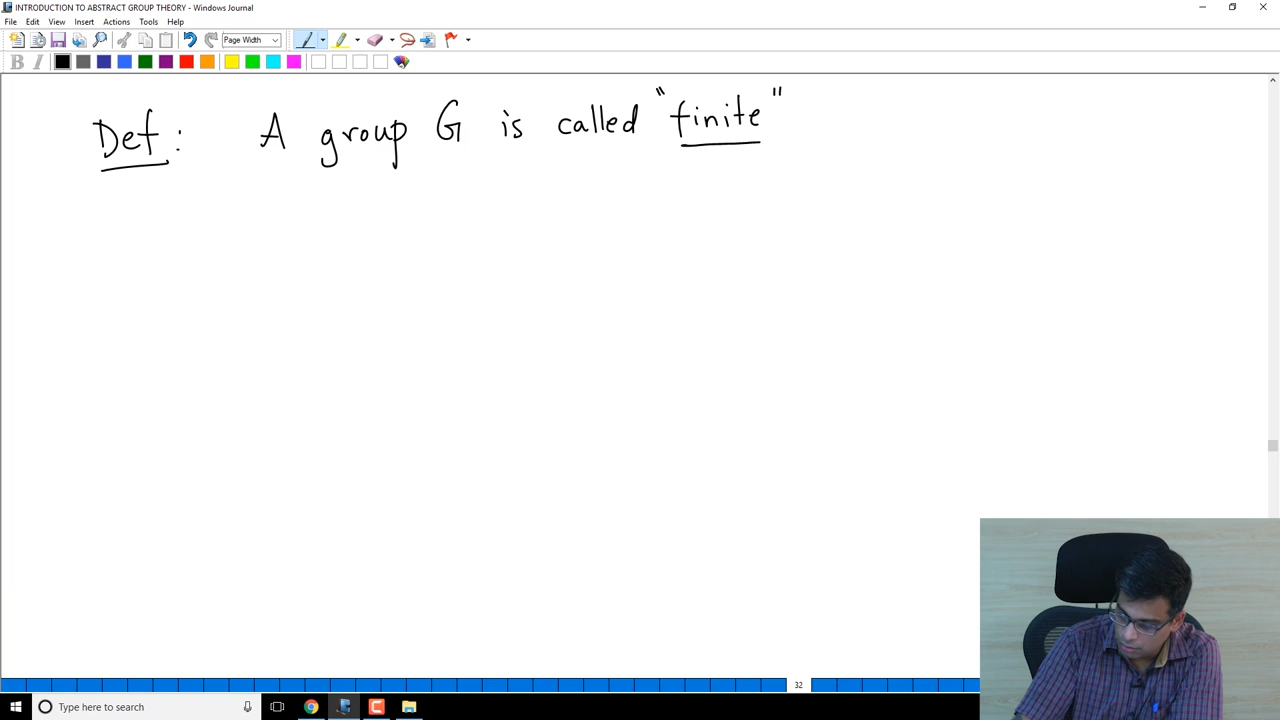 INTRODUCTION TO ABSTRACT GROUP THEORY - Windows Journal
File Edit View Insert Actions Tools Help
Page Width
B I
Def : A group G is called "finite"
32
Type here to search